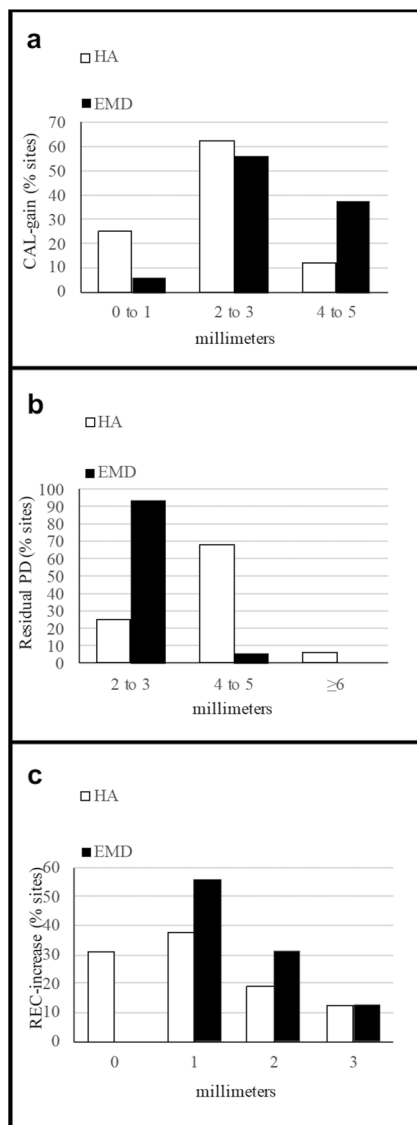 a
HA
EMD
CAL-gain (% sites)
70
60
50
40
30
20
10
0
0 to 1 2 to 3 4 to 5
millimeters
b
HA
EMD
Residual PD (% sites)
100
90
80
70
60
50
40
30
20
10
0
2 to 3 4 to 5 ≥6
millimeters
c
HA
EMD
REC-increase (% sites)
60
50
40
30
20
10
0
0 1 2 3
millimeters